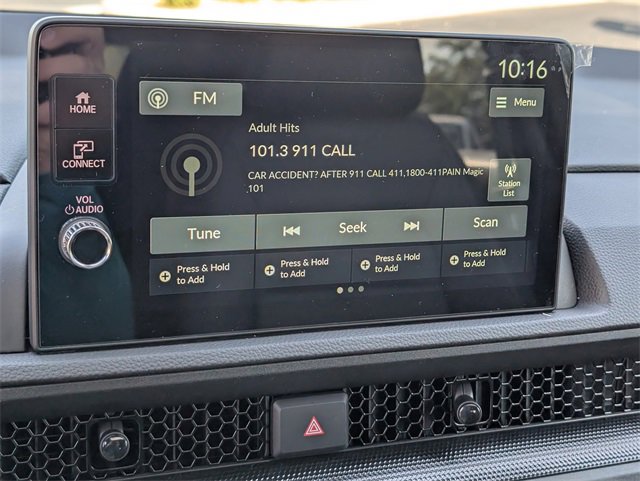 10:16
HOME
FM
Menu
Adult Hits
101.3 911 CALL
CONNECT
CAR ACCIDENT? AFTER 911 CALL 411,1800-411PAIN Magic
101
Station
List
VOL
AUDIO
Tune
Seek
Scan
Press & Hold
to Add
Press & Hold
to Add
Press & Hold
to Add
Press & Hold
to Add